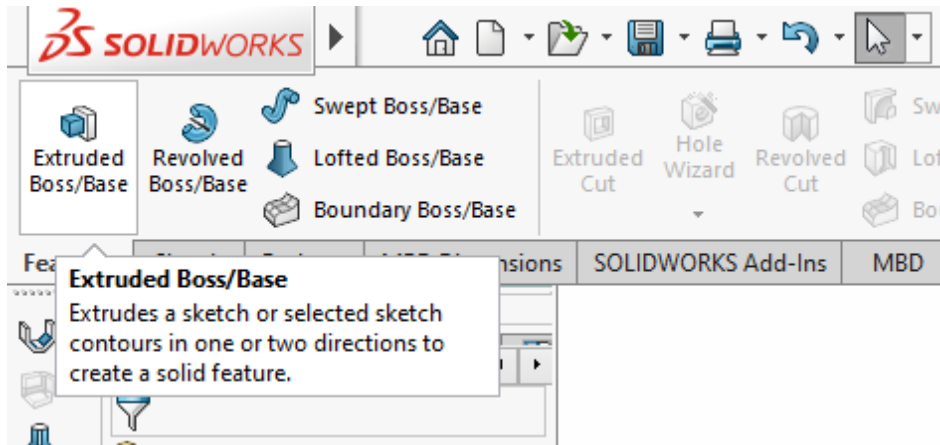 SOLIDWORKS
Extruded Boss/Base
Revolved Boss/Base
Swept Boss/Base
Lofted Boss/Base
Boundary Boss/Base
Extruded Cut
Hole Wizard
Revolved Cut
SOLIDWORKS Add-Ins
MBD
Extruded Boss/Base
Extrudes a sketch or selected sketch
contours in one or two directions to
create a solid feature.